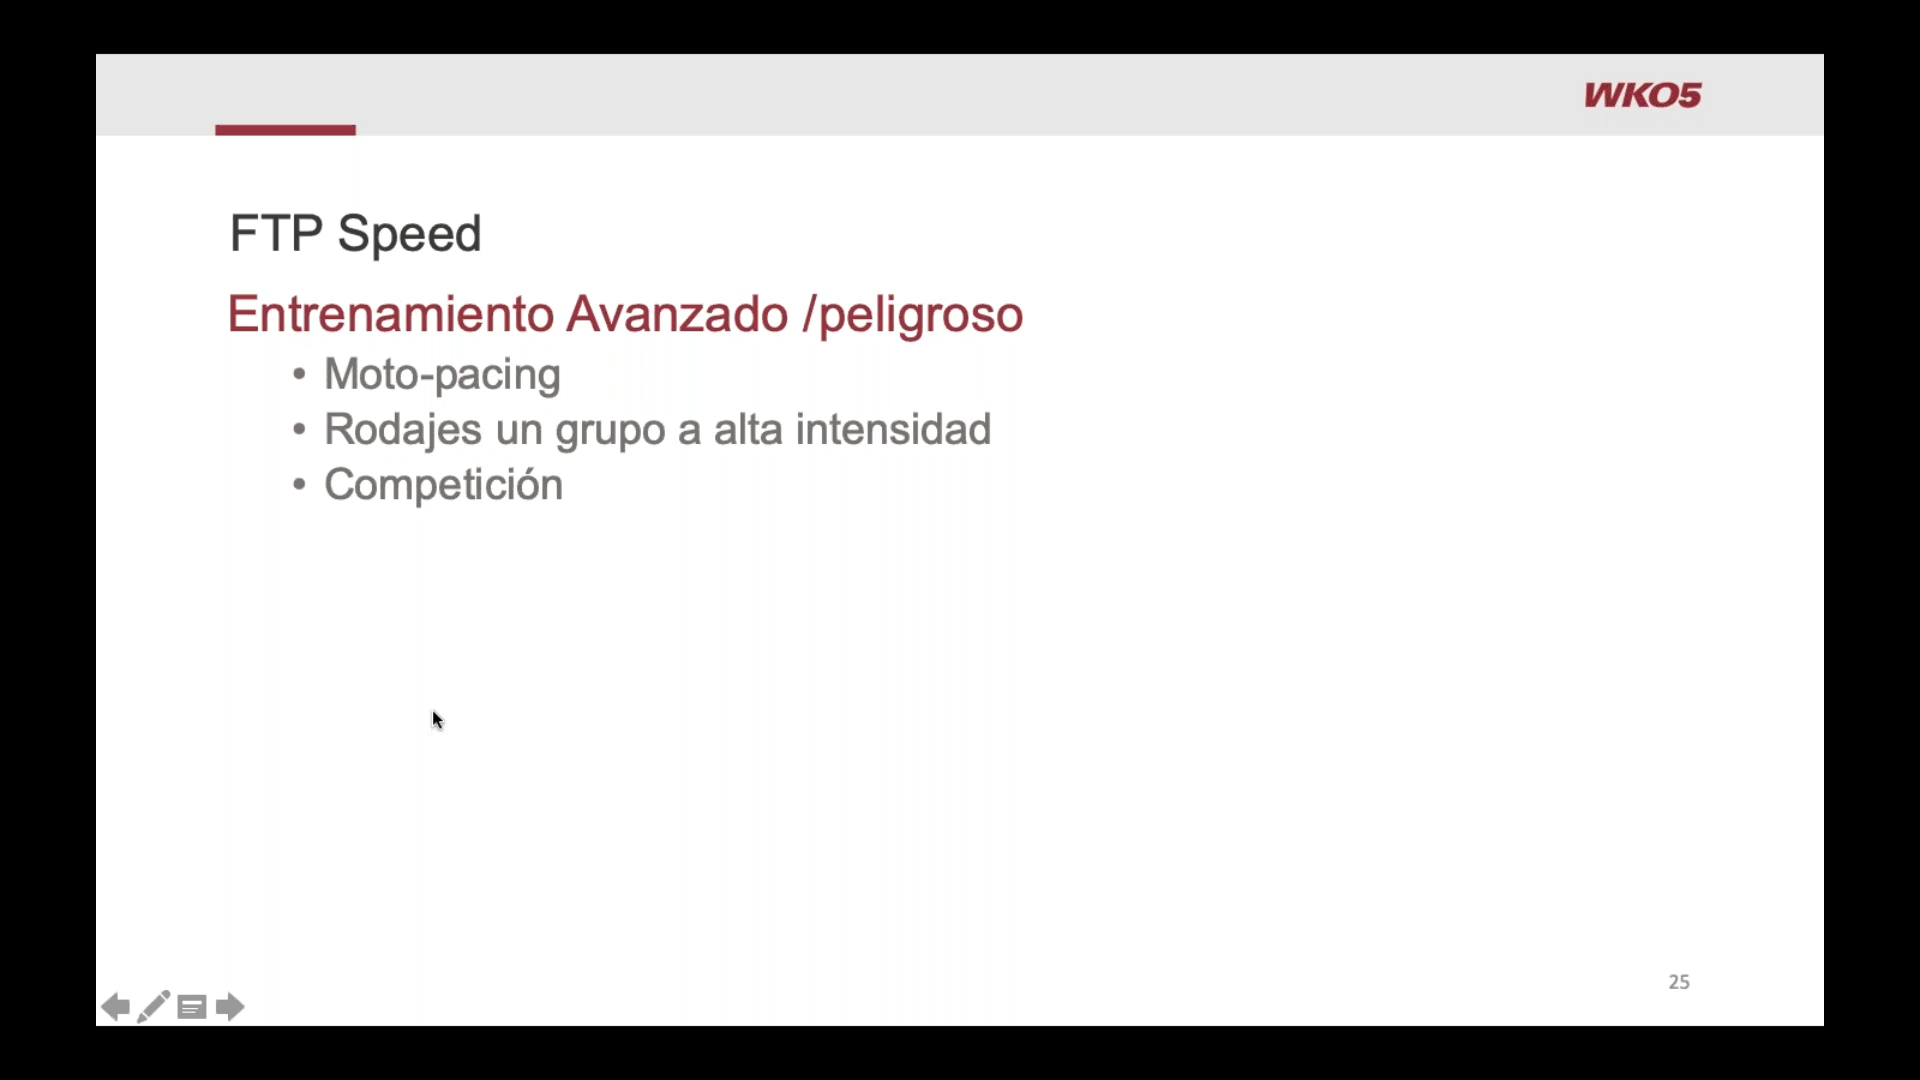 WKO5
FTP Speed
Entrenamiento Avanzado /peligroso
• Moto-pacing
• Rodajes un grupo a alta intensidad
• Competición
25